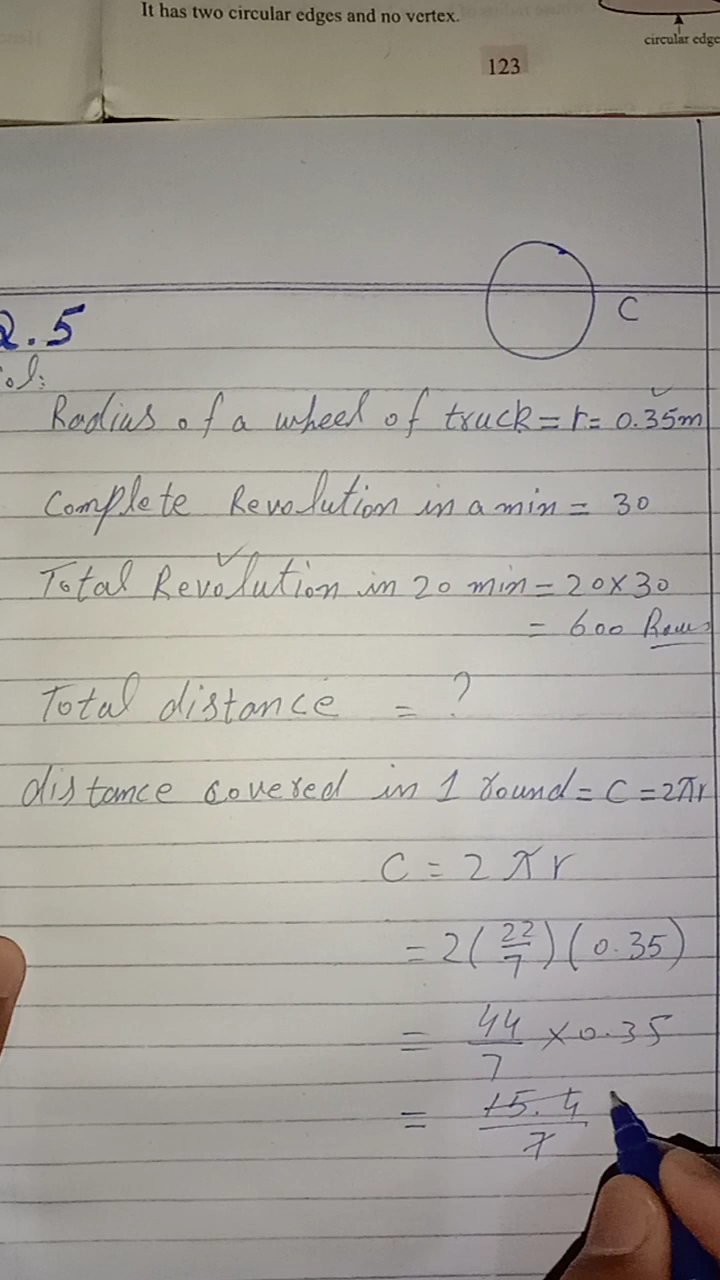 It has two circular edges and no vertex.
circular edge
123
C
Q.5
Sol:
Radius of a wheel of truck = r = 0.35m
Complete Revolution in a min = 30
Total Revolution in 20 min = 20 × 30
= 600
Total distance = ?
distance covered in 1 round = C = 2πr
C = 2πr
= 2(22/7)(0.35)
= 44/7 × 0.35
= 15.4/7